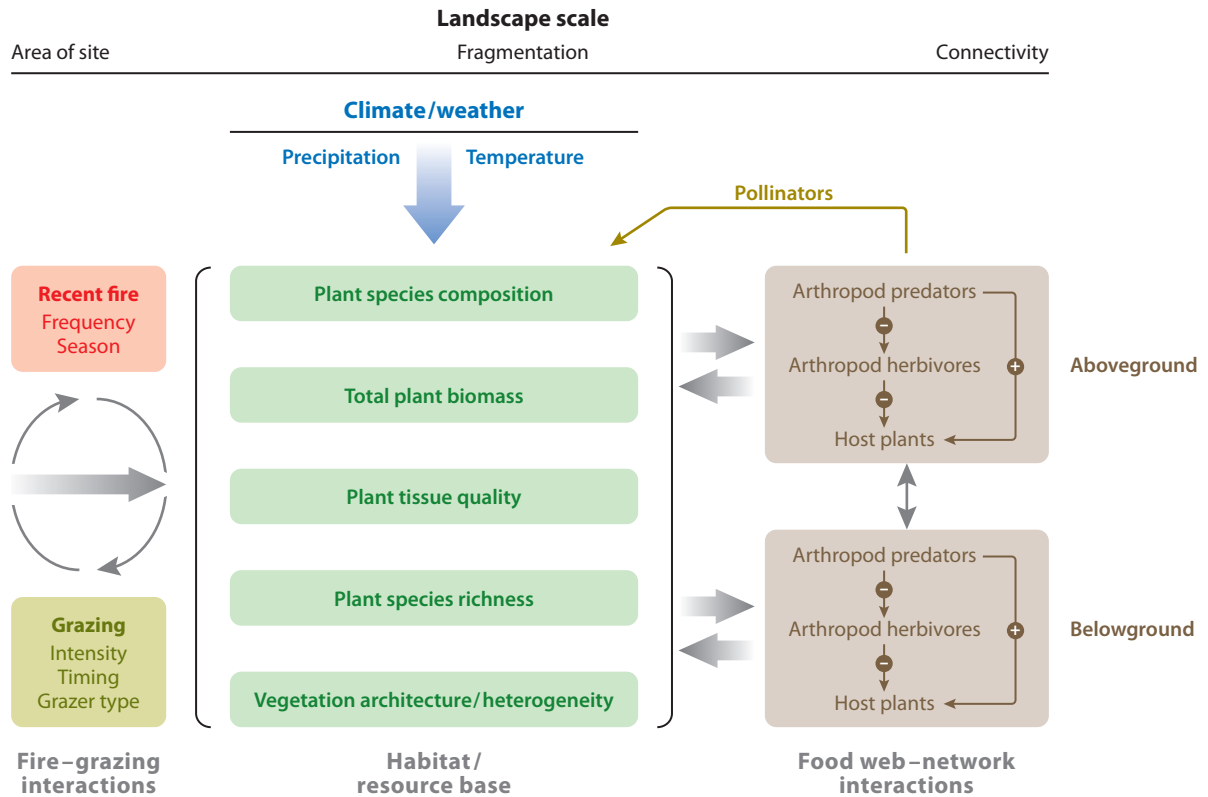 Landscape scale
Area of site
Fragmentation
Connectivity
Climate/weather
Precipitation
Temperature
Pollinators
Recent fire
Frequency
Season
Grazing
Intensity
Timing
Grazer type
Fire–grazing
interactions
Plant species composition
Total plant biomass
Plant tissue quality
Plant species richness
Vegetation architecture/heterogeneity
Habitat/
resource base
Arthropod predators
–
Arthropod herbivores
+
–
Host plants
Aboveground
Arthropod predators
–
Arthropod herbivores
+
–
Host plants
Belowground
Food web–network
interactions